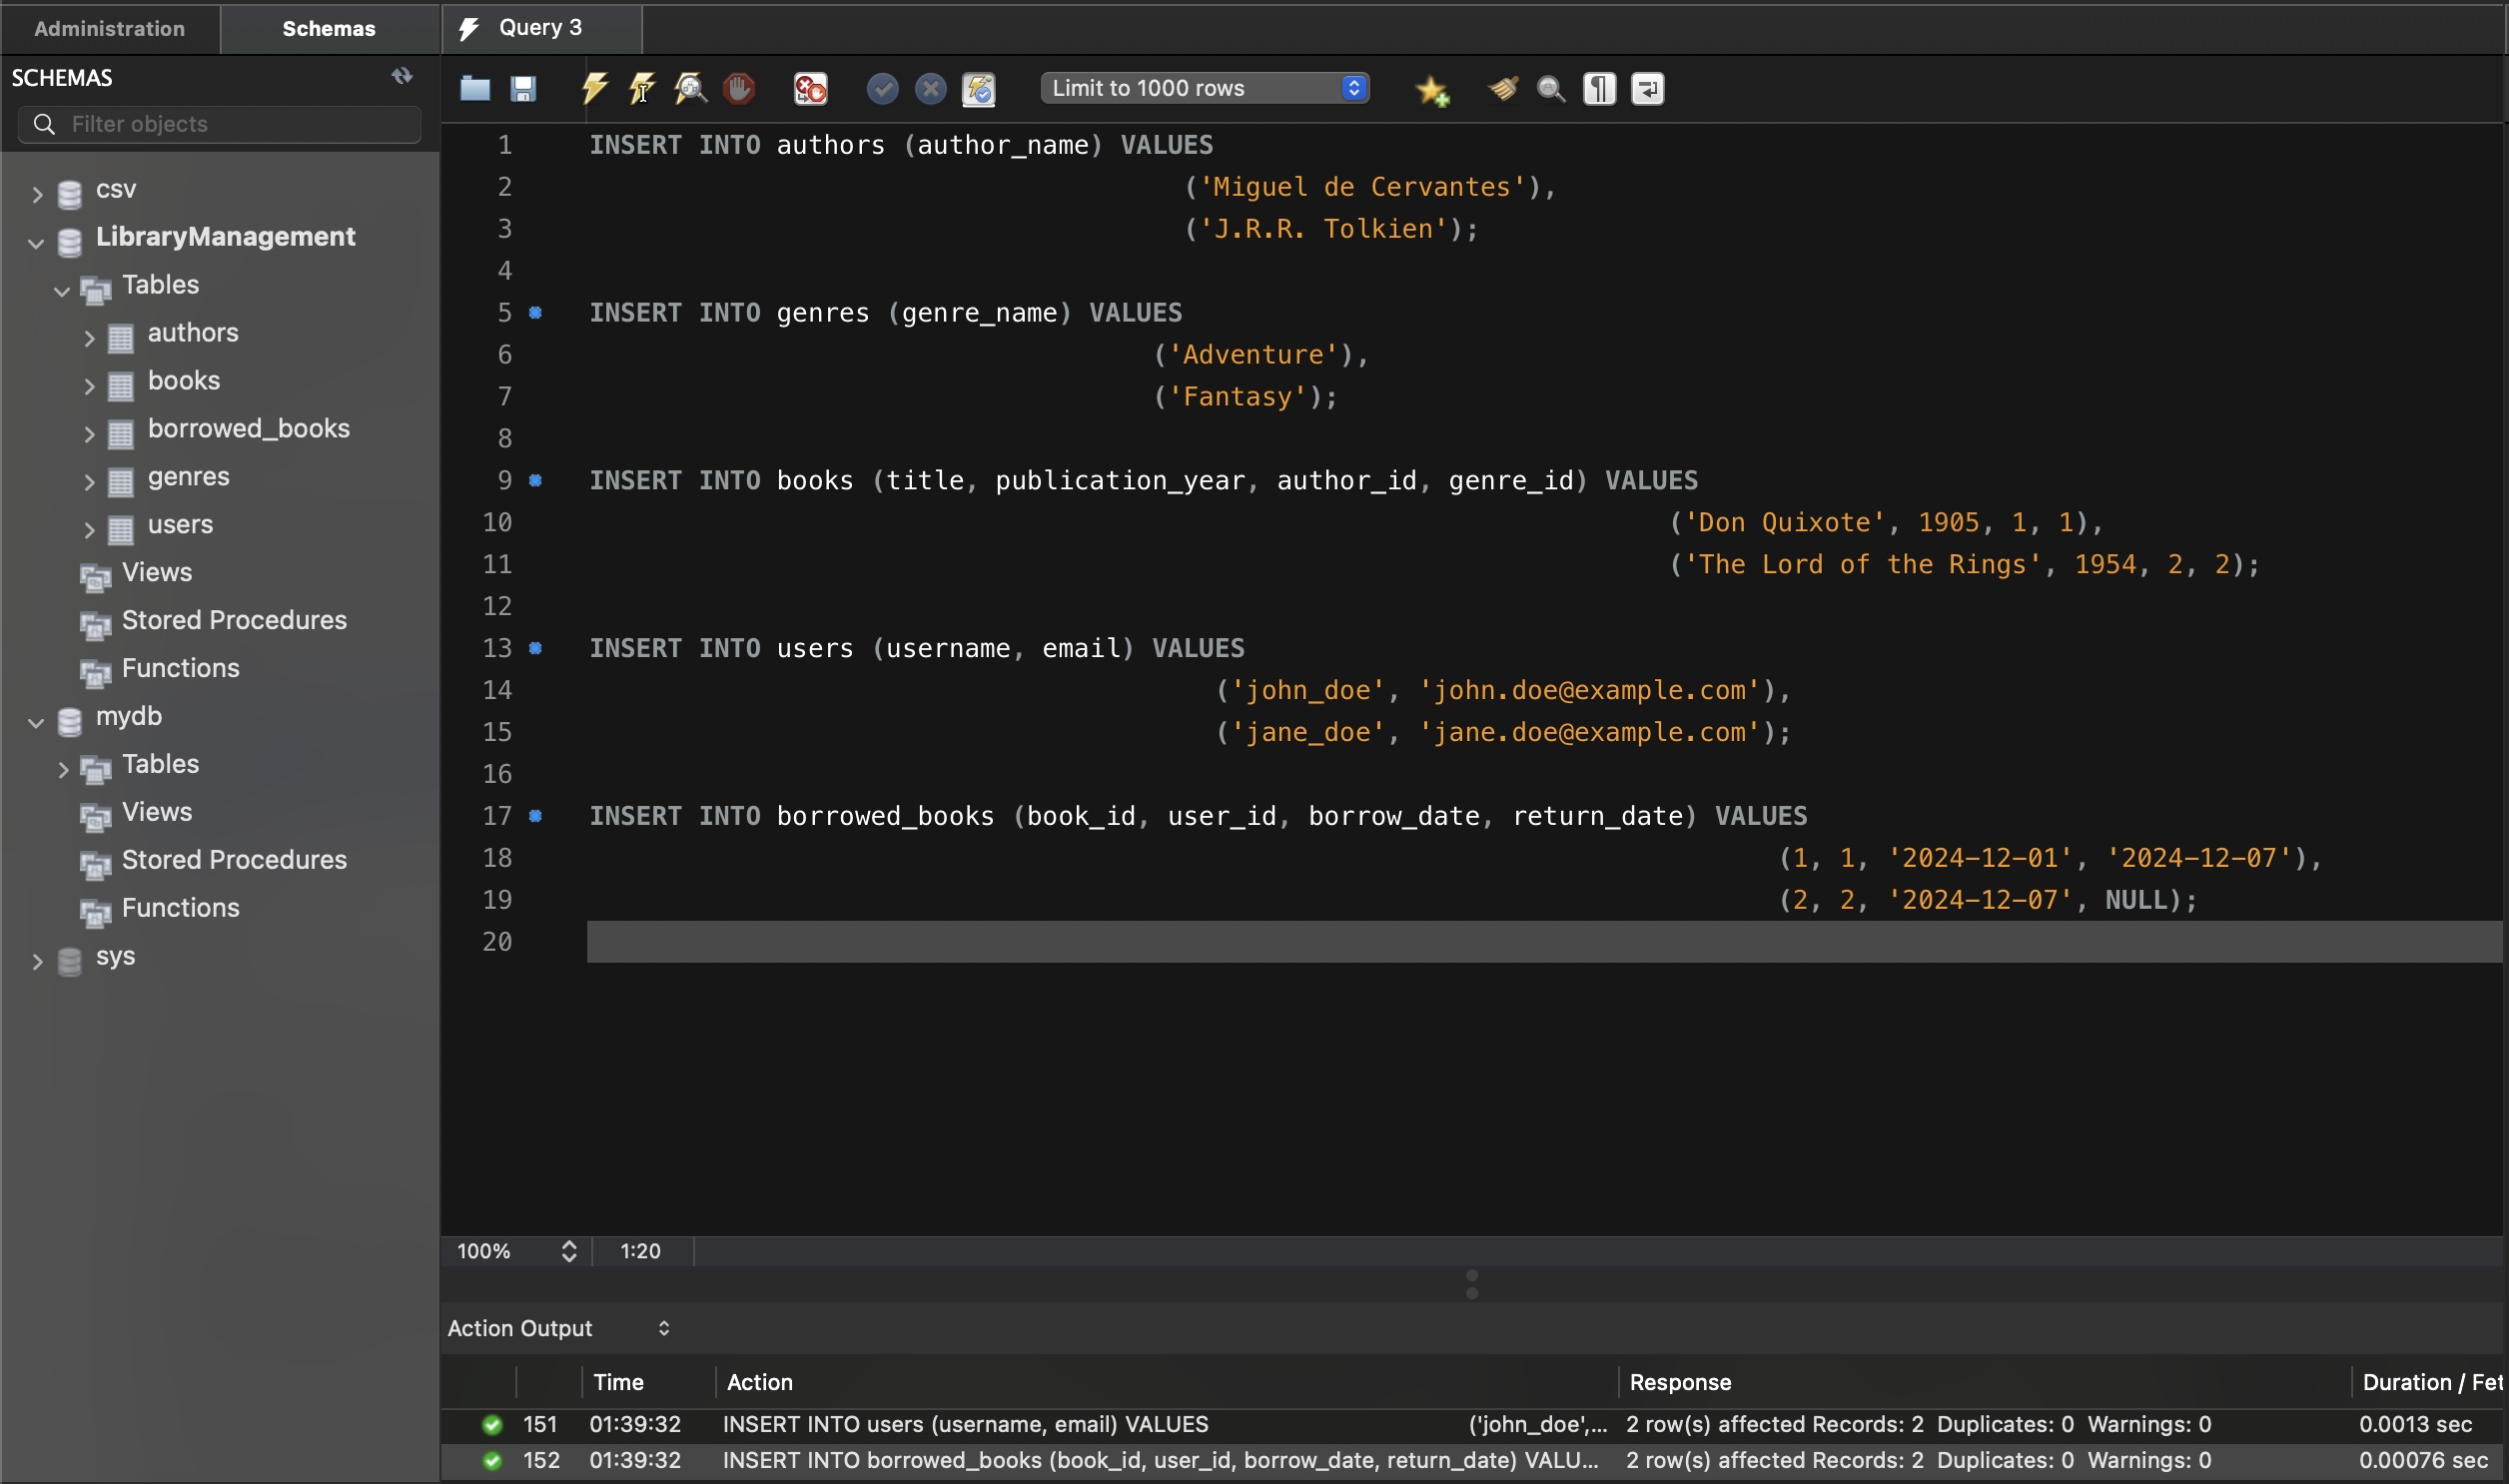 Administration
Schemas
Query 3
SCHEMAS
Filter objects
csv
LibraryManagement
Tables
authors
books
borrowed_books
genres
users
Views
Stored Procedures
Functions
mydb
Tables
Views
Stored Procedures
Functions
sys
Limit to 1000 rows
1 INSERT INTO authors (author_name) VALUES
2 ('Miguel de Cervantes'),
3 ('J.R.R. Tolkien');
4
5 INSERT INTO genres (genre_name) VALUES
6 ('Adventure'),
7 ('Fantasy');
8
9 INSERT INTO books (title, publication_year, author_id, genre_id) VALUES
10 ('Don Quixote', 1905, 1, 1),
11 ('The Lord of the Rings', 1954, 2, 2);
12
13 INSERT INTO users (username, email) VALUES
14 ('john_doe', 'john.doe@example.com'),
15 ('jane_doe', 'jane.doe@example.com');
16
17 INSERT INTO borrowed_books (book_id, user_id, borrow_date, return_date) VALUES
18 (1, 1, '2024-12-01', '2024-12-07'),
19 (2, 2, '2024-12-07', NULL);
20
100% 1:20
Action Output
Time Action Response Duration / Fet
151 01:39:32 INSERT INTO users (username, email) VALUES ('john_doe',... 2 row(s) affected Records: 2 Duplicates: 0 Warnings: 0 0.0013 sec
152 01:39:32 INSERT INTO borrowed_books (book_id, user_id, borrow_date, return_date) VALU... 2 row(s) affected Records: 2 Duplicates: 0 Warnings: 0 0.00076 sec